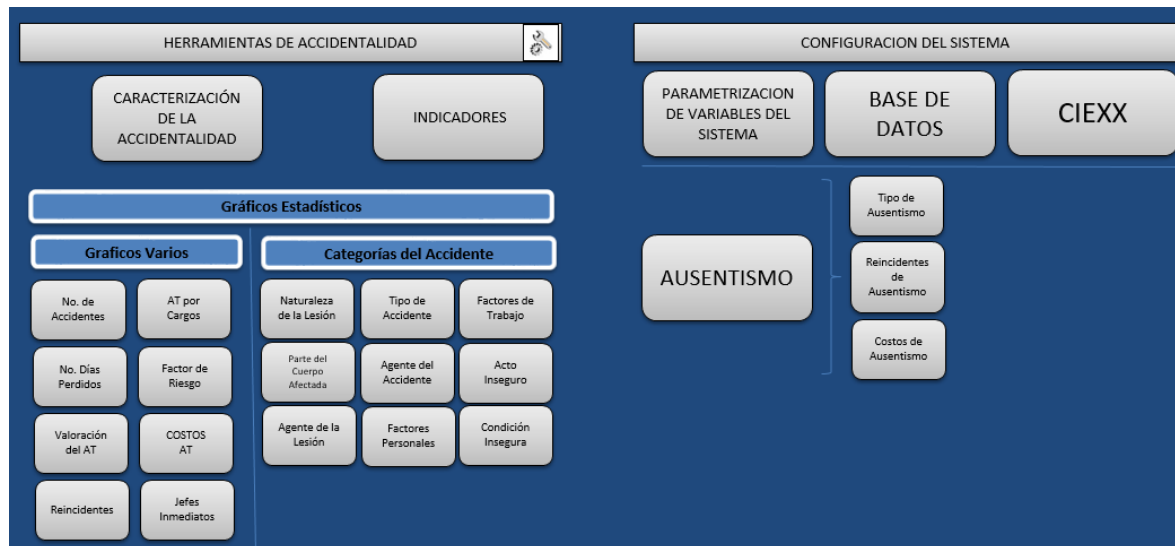 HERRAMIENTAS DE ACCIDENTALIDAD
CARACTERIZACIÓN
DE LA
ACCIDENTALIDAD
INDICADORES
Gráficos Estadísticos
Graficos Varios
No. de
Accidentes
AT por
Cargos
No. Días
Perdidos
Factor de
Riesgo
Valoración
del AT
COSTOS
AT
Reincidentes
Jefes
Inmediatos
Categorías del Accidente
Naturaleza
de la Lesión
Tipo de
Accidente
Factores de
Trabajo
Parte del
Cuerpo
Afectada
Agente del
Accidente
Acto
Inseguro
Agente de la
Lesión
Factores
Personales
Condición
Insegura
CONFIGURACION DEL SISTEMA
PARAMETRIZACION
DE VARIABLES DEL
SISTEMA
BASE DE
DATOS
CIEXX
AUSENTISMO
Tipo de
Ausentismo
Reincidentes
de
Ausentismo
Costos de
Ausentismo